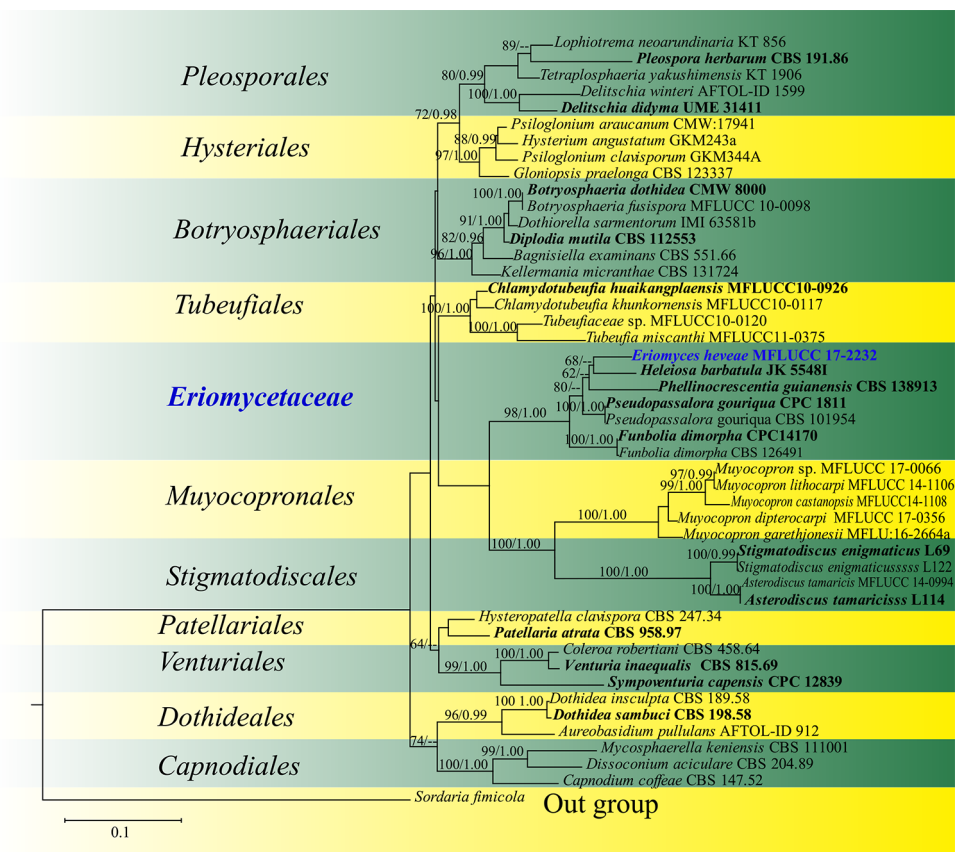 89/--
Lophiotrema neoarundinaria KT 856
Pleospora herbarum CBS 191.86
Pleosporales
80/0.99
Tetraplosphaeria yakushimensis KT 1906
100/1.00
Delitschia winteri AFTOL-ID 1599
Delitschia didyma UME 31411
72/0.98
Psiloglonium araucanum CMW:17941
Hysteriales
88/0.99
Hysterium angustatum GKM243a
97/1.00
Psiloglonium clavisporum GKM344A
Gloniopsis praelonga CBS 123337
100/1.00
Botryosphaeria dothidea CMW 8000
Botryosphaeria fusispora MFLUCC 10-0098
Botryosphaeriales
91/1.00
Dothiorella sarmentorum IMI 63581b
82/0.96
Diplodia mutila CBS 112553
96/1.00
Bagnisiella examinans CBS 551.66
Kellermania micranthae CBS 131724
Chlamydotubeufia huaikangplaensis MFLUCC10-0926
Tubeufiales
100/1.00
Chlamydotubeufia khunkornensis MFLUCC10-0117
100/1.00
Tubeufiaceae sp. MFLUCC10-0120
Tubeufia miscanthi MFLUCC11-0375
68/--
Eriomyces heveae MFLUCC 17-2232
62/--
Heleiosa barbatula JK 5548I
80/--
Phellinocrescentia guianensis CBS 138913
Eriomycetaceae
98/1.00
100/1.00
Pseudopassalora gouriqua CPC 1811
Pseudopassalora gouriqua CBS 101954
100/1.00
Funbolia dimorpha CPC14170
Funbolia dimorpha CBS 126491
97/0.99
Muyocopron sp. MFLUCC 17-0066
99/1.00
Muyocopron lithocarpi MFLUCC 14-1106
Muyocopronales
Muyocopron castanopsis MFLUCC14-1108
100/1.00
Muyocopron dipterocarpi MFLUCC 17-0356
Muyocopron garethjonesii MFLU:16-2664a
100/1.00
100/0.99
Stigmatodiscus enigmaticus L69
Stigmatodiscus enigmaticusssss L122
Stigmatodiscales
100/1.00
Asterodiscus tamaricis MFLUCC 14-0994
100/1.00
Asterodiscus tamaricisss L114
Patellariales
Hysteropatella clavispora CBS 247.34
Patellaria atrata CBS 958.97
64/--
Venturiales
100/1.00
Coleroa robertiani CBS 458.64
99/1.00
Venturia inaequalis CBS 815.69
Sympoventuria capensis CPC 12839
Dothideales
100 1.00
Dothidea insculpta CBS 189.58
96/0.99
Dothidea sambuci CBS 198.58
Aureobasidium pullulans AFTOL-ID 912
74/--
Capnodiales
99/1.00
Mycosphaerella keniensis CBS 111001
100/1.00
Dissoconium aciculare CBS 204.89
Capnodium coffeae CBS 147.52
Sordaria fimicola
Out group
0.1